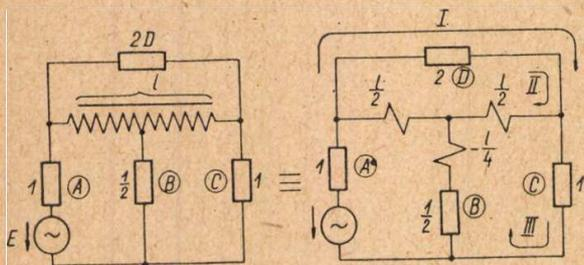 2D
l
1 Ⓐ
1/2 Ⓑ
Ⓒ 1
E
~
≡
I
2 Ⓓ
l/2
l/2
II
-l/4
1 Ⓐ
1/2 Ⓑ
Ⓒ 1
III
~